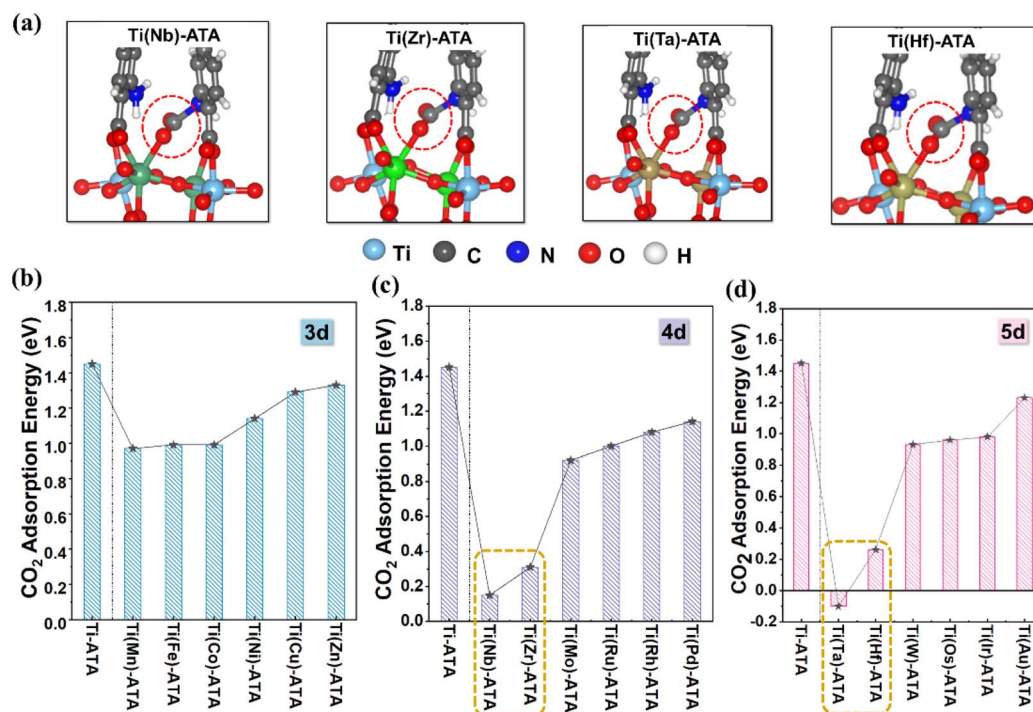 (a)
Ti(Nb)-ATA
Ti(Zr)-ATA
Ti(Ta)-ATA
Ti(Hf)-ATA
Ti C N O H
(b)
CO₂ Adsorption Energy (eV)
1.8
1.6
1.4
1.2
1.0
0.8
0.6
0.4
0.2
0.0
3d
Ti-ATA
Ti(Mn)-ATA
Ti(Fe)-ATA
Ti(Co)-ATA
Ti(Ni)-ATA
Ti(Cu)-ATA
Ti(Zn)-ATA
(c)
CO₂ Adsorption Energy (eV)
1.8
1.6
1.4
1.2
1.0
0.8
0.6
0.4
0.2
0.0
4d
Ti-ATA
Ti(Nb)-ATA
Ti(Zr)-ATA
Ti(Mo)-ATA
Ti(Ru)-ATA
Ti(Rh)-ATA
Ti(Pd)-ATA
(d)
CO₂ Adsorption Energy (eV)
1.8
1.6
1.4
1.2
1.0
0.8
0.6
0.4
0.2
0.0
-0.2
5d
Ti-ATA
Ti(Ta)-ATA
Ti(Hf)-ATA
Ti(W)-ATA
Ti(Os)-ATA
Ti(Ir)-ATA
Ti(Au)-ATA